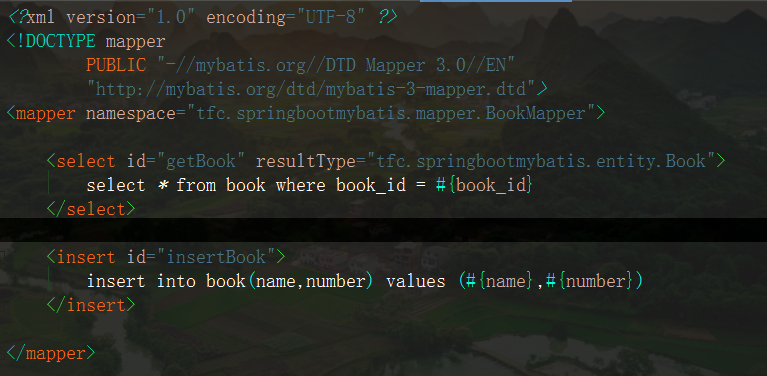 <?xml version="1.0" encoding="UTF-8" ?>
<!DOCTYPE mapper
PUBLIC "-//mybatis.org//DTD Mapper 3.0//EN"
"http://mybatis.org/dtd/mybatis-3-mapper.dtd">
<mapper namespace="tfc.springbootmybatis.mapper.BookMapper">
<select id="getBook" resultType="tfc.springbootmybatis.entity.Book">
select * from book where book_id = #{book_id}
</select>
<insert id="insertBook">
insert into book(name,number) values (#{name},#{number})
</insert>
</mapper>